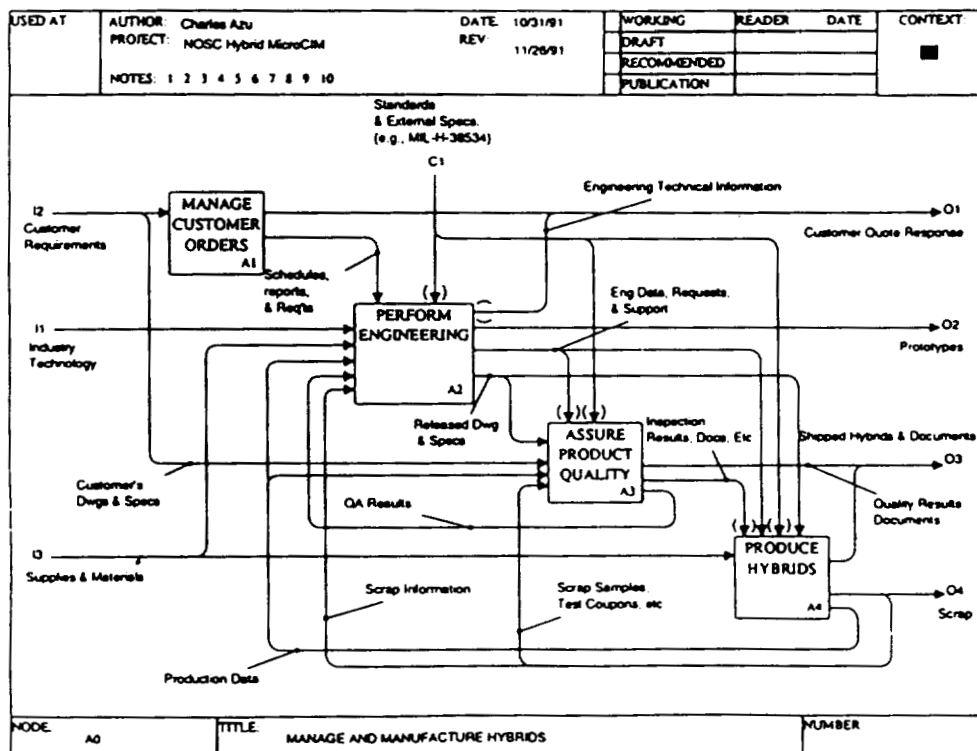 USED AT
AUTHOR: Charles Azu
DATE 10/31/91
WORKING
READER
DATE
CONTEXT:
PROJECT: NOSC Hybrid MicroCIM
REV:
11/26/91
DRAFT
RECOMMENDED
NOTES: 1 2 3 4 5 6 7 8 9 10
PUBLICATION
Standards
& External Specs.
(e.g., MIL-H-38534)
C1
Engineering Technical Information
I2
Customer
Requirements
MANAGE
CUSTOMER
ORDERS
A1
O1
Customer Quote Response
Schedules,
reports,
& Req'ts
( )
Eng Data, Requests,
& Support
I1
Industry
Technology
PERFORM
ENGINEERING
A2
( )
O2
Prototypes
Released Dwg
& Specs
( ) ( )
ASSURE
PRODUCT
QUALITY
A3
Inspection
Results, Docs, Etc
Shipped Hybrids & Documents
O3
Customer's
Dwgs & Specs
QA Results
Quality Results
Documents
I3
Supplies & Materials
( ) ( )
PRODUCE
HYBRIDS
A4
Scrap Information
Scrap Samples,
Test Coupons, etc
O4
Scrap
Production Data
NODE:
A0
TITLE:
MANAGE AND MANUFACTURE HYBRIDS
NUMBER